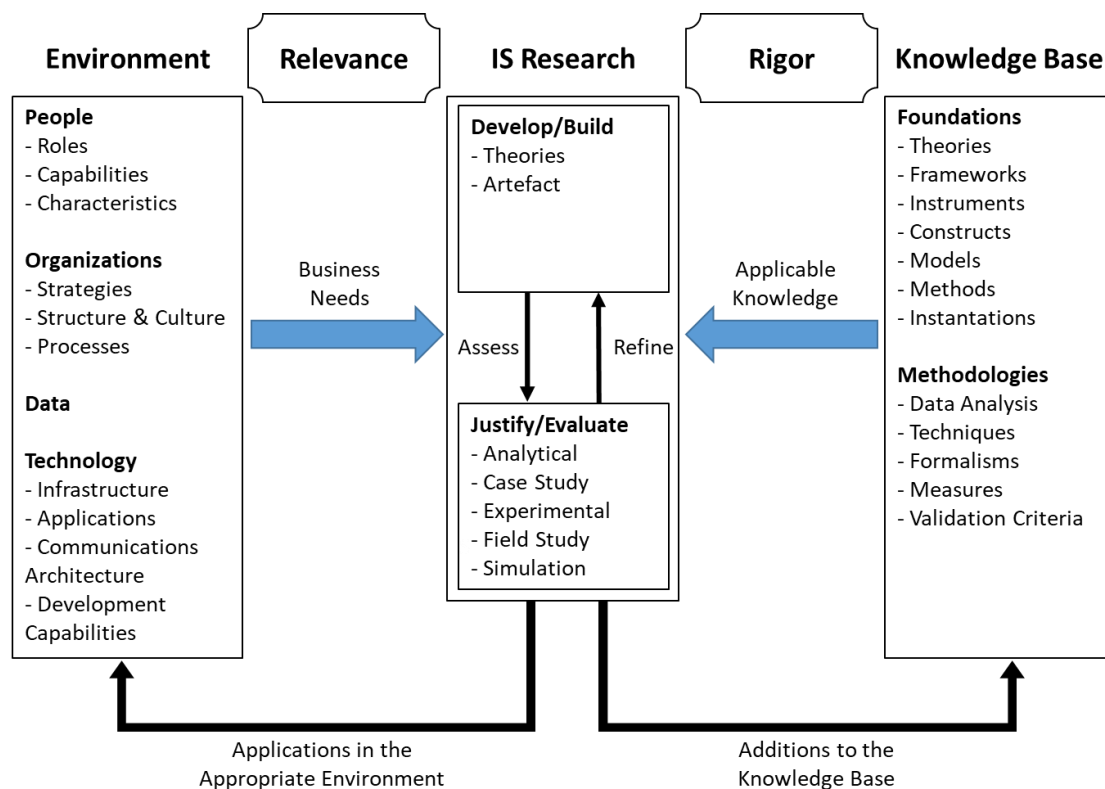 Environment
Relevance
IS Research
Rigor
Knowledge Base
People
- Roles
- Capabilities
- Characteristics
Organizations
- Strategies
- Structure & Culture
- Processes
Data
Technology
- Infrastructure
- Applications
- Communications
Architecture
- Development
Capabilities
Business
Needs
Develop/Build
- Theories
- Artefact
Assess
Refine
Justify/Evaluate
- Analytical
- Case Study
- Experimental
- Field Study
- Simulation
Applicable
Knowledge
Foundations
- Theories
- Frameworks
- Instruments
- Constructs
- Models
- Methods
- Instantations
Methodologies
- Data Analysis
- Techniques
- Formalisms
- Measures
- Validation Criteria
Applications in the
Appropriate Environment
Additions to the
Knowledge Base